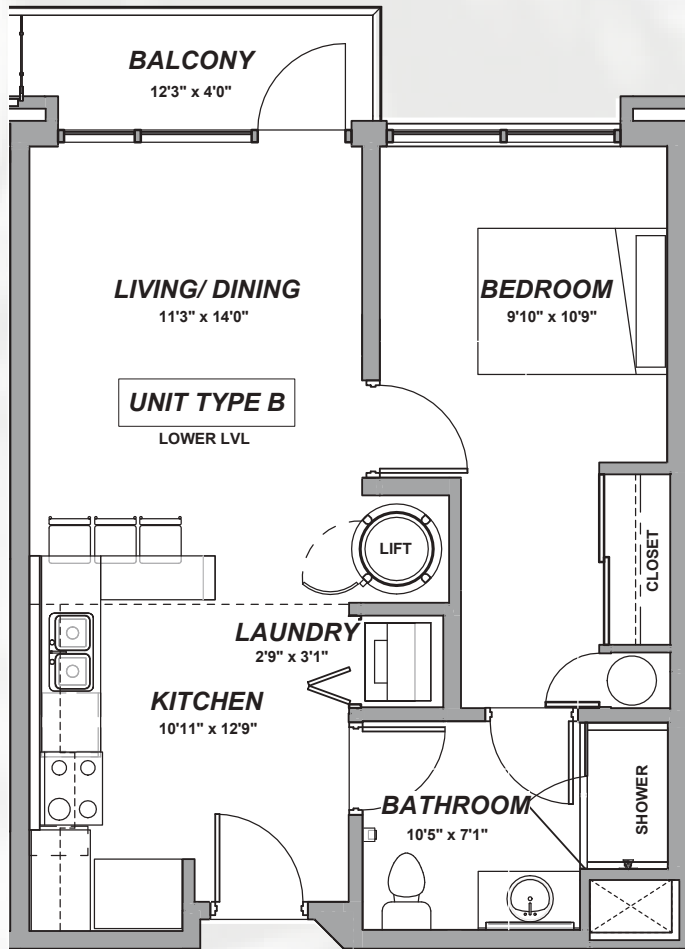 BALCONY
12'3" x 4'0"
LIVING/ DINING
11'3" x 14'0"
BEDROOM
9'10" x 10'9"
UNIT TYPE B
LOWER LVL
LIFT
CLOSET
LAUNDRY
2'9" x 3'1"
KITCHEN
10'11" x 12'9"
BATHROOM
10'5" x 7'1"
SHOWER